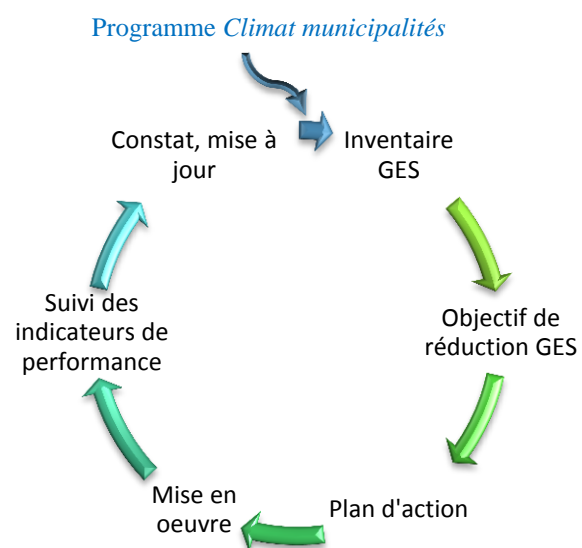 Programme Climat municipalités
Constat, mise à
jour
Inventaire
GES
Objectif de
réduction GES
Plan d'action
Mise en
oeuvre
Suivi des
indicateurs de
performance